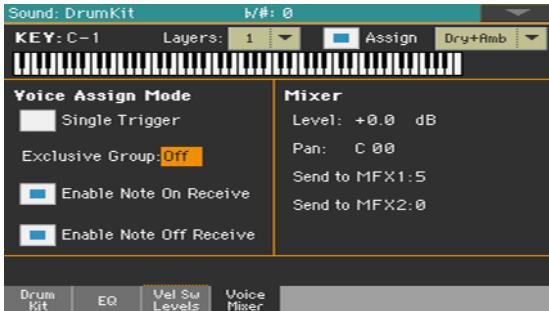 Sound: DrumKit b/#: 0
KEY: C-1 Layers: 1 Assign Dry+Amb
Voice Assign Mode
Single Trigger
Exclusive Group: Off
Enable Note On Receive
Enable Note Off Receive
Mixer
Level: +0.0 dB
Pan: C 00
Send to MFX1:5
Send to MFX2:0
Drum Kit
EQ
Vel Sw Levels
Voice Mixer